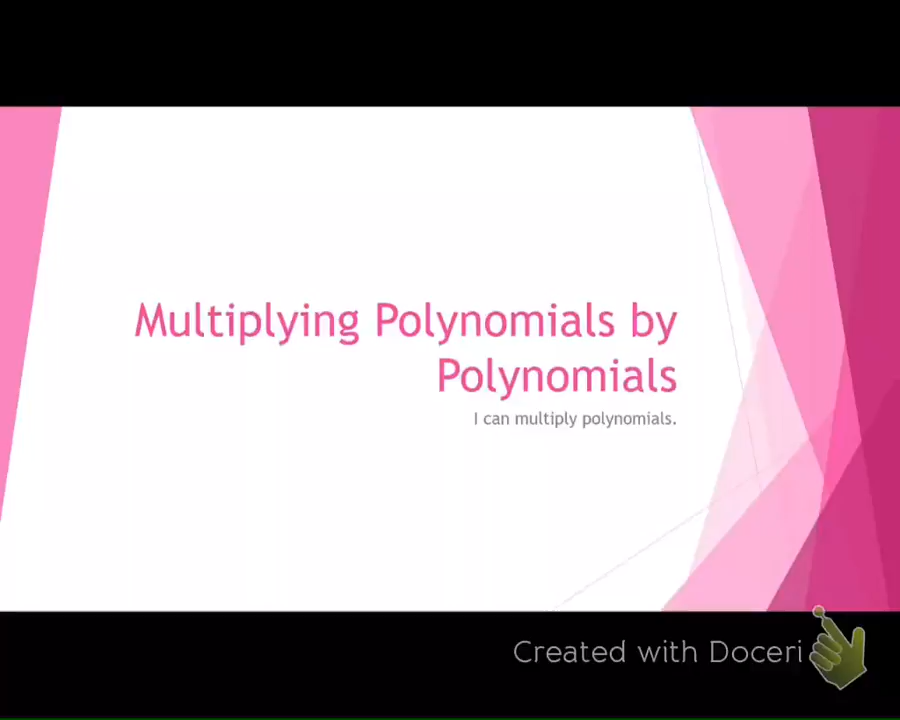 Multiplying Polynomials by
Polynomials
I can multiply polynomials.
Created with Doceri